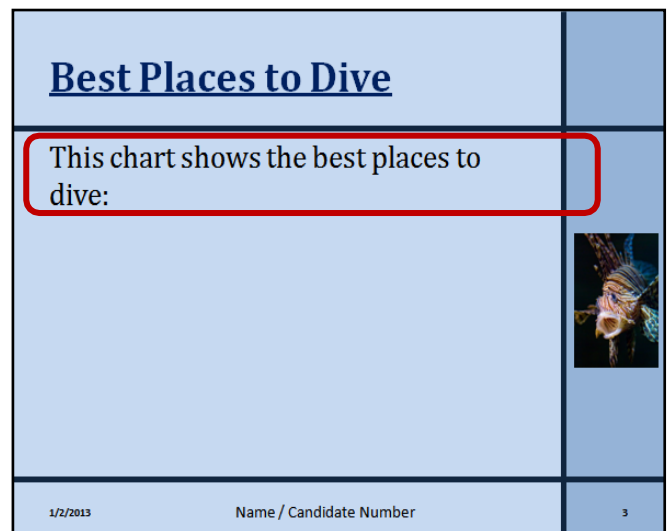 Best Places to Dive
This chart shows the best places to
dive:
1/2/2013
Name / Candidate Number
3